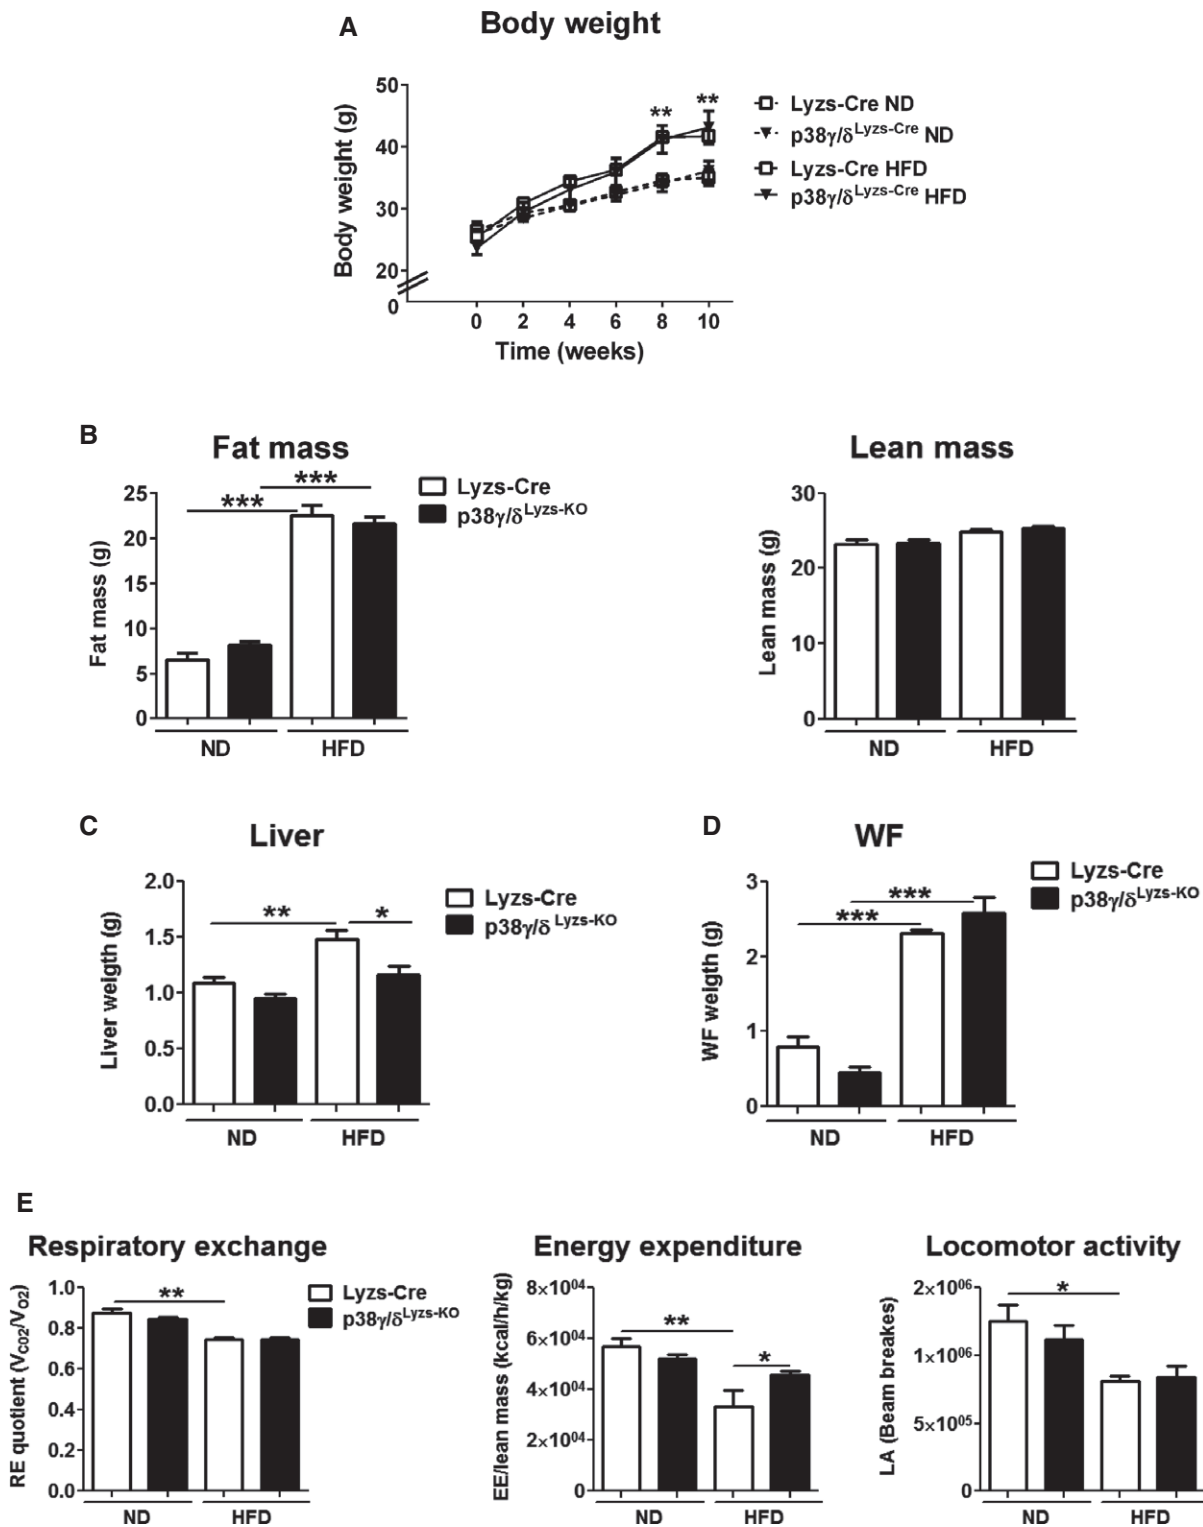 A
Body weight
Body weight (g)
50
40
30
20
0
** **
0 2 4 6 8 10
Time (weeks)
Lyzs-Cre ND
p38γ/δLyzs-Cre ND
Lyzs-Cre HFD
p38γ/δLyzs-Cre HFD
B
Fat mass
Fat mass (g)
25
20
15
10
5
0
***
***
ND HFD
Lyzs-Cre
p38γ/δLyzs-KO
Lean mass
Lean mass (g)
30
20
10
0
ND HFD
C
Liver
Liver weigth (g)
2.0
1.5
1.0
0.5
0.0
** *
ND HFD
Lyzs-Cre
p38γ/δLyzs-KO
D
WF
WF weigth (g)
3
2
1
0
***
***
ND HFD
Lyzs-Cre
p38γ/δLyzs-KO
E
Respiratory exchange
RE quotient (VCO2/VO2)
1.0
0.8
0.6
0.4
0.2
0.0
**
ND HFD
Lyzs-Cre
p38γ/δLyzs-KO
Energy expenditure
EE/lean mass (kcal/h/kg)
8×10⁰⁴
6×10⁰⁴
4×10⁰⁴
2×10⁰⁴
0
**
*
ND HFD
Locomotor activity
LA (Beam breakes)
2×10⁰⁶
1×10⁰⁶
5×10⁰⁵
0
*
ND HFD